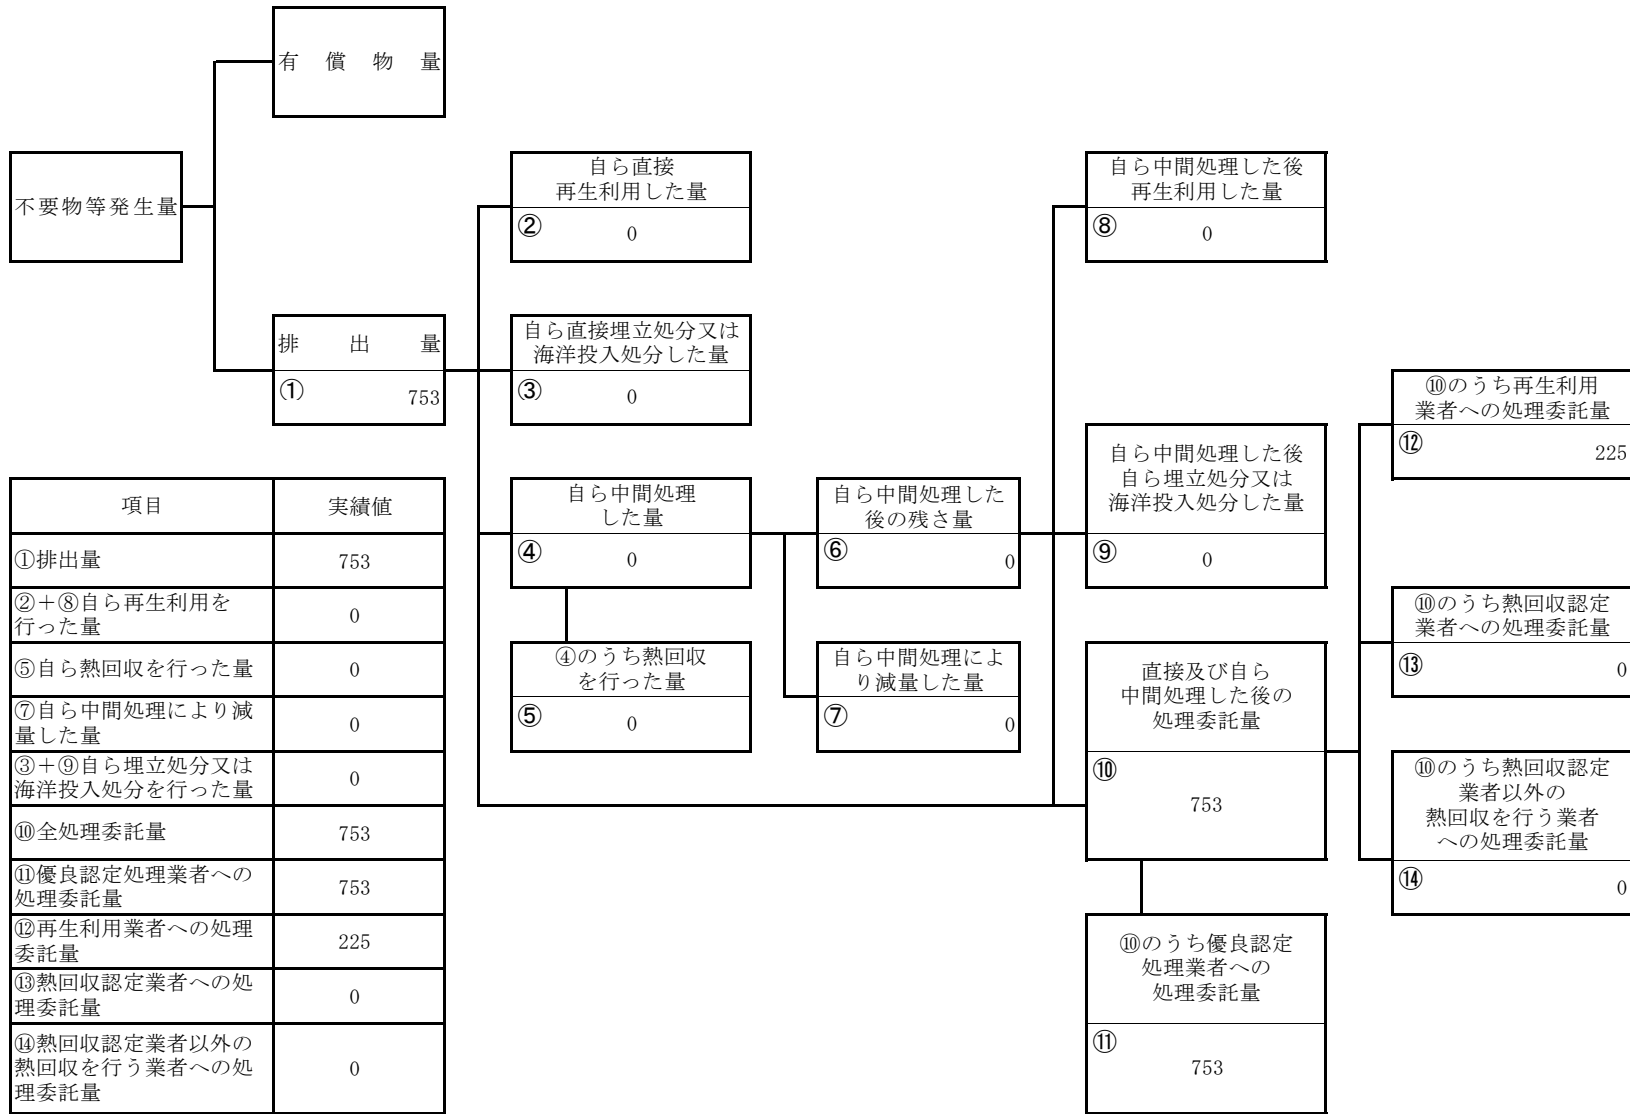 有償物量
不要物等発生量
自ら直接
再生利用した量
②
0
自ら中間処理した後
再生利用した量
⑧
0
排出量
①
753
自ら直接埋立処分又は
海洋投入処分した量
③
0
⑩のうち再生利用
業者への処理委託量
⑫
225
自ら中間処理
した量
④
0
自ら中間処理した
後の残さ量
⑥
0
自ら中間処理した後
自ら埋立処分又は
海洋投入処分した量
⑨
0
⑩のうち熱回収認定
業者への処理委託量
⑬
0
④のうち熱回収
を行った量
⑤
0
自ら中間処理によ
り減量した量
⑦
0
直接及び自ら
中間処理した後の
処理委託量
⑩
753
⑩のうち熱回収認定
業者以外の
熱回収を行う業者
への処理委託量
⑭
0
⑩のうち優良認定
処理業者への
処理委託量
⑪
753
項目 実績値
①排出量 753
②＋⑧自ら再生利用を
行った量 0
⑤自ら熱回収を行った量 0
⑦自ら中間処理により減
量した量 0
③＋⑨自ら埋立処分又は
海洋投入処分を行った量 0
⑩全処理委託量 753
⑪優良認定処理業者への
処理委託量 753
⑫再生利用業者への処理
委託量 225
⑬熱回収認定業者への処
理委託量 0
⑭熱回収認定業者以外の
熱回収を行う業者への処 0
理委託量